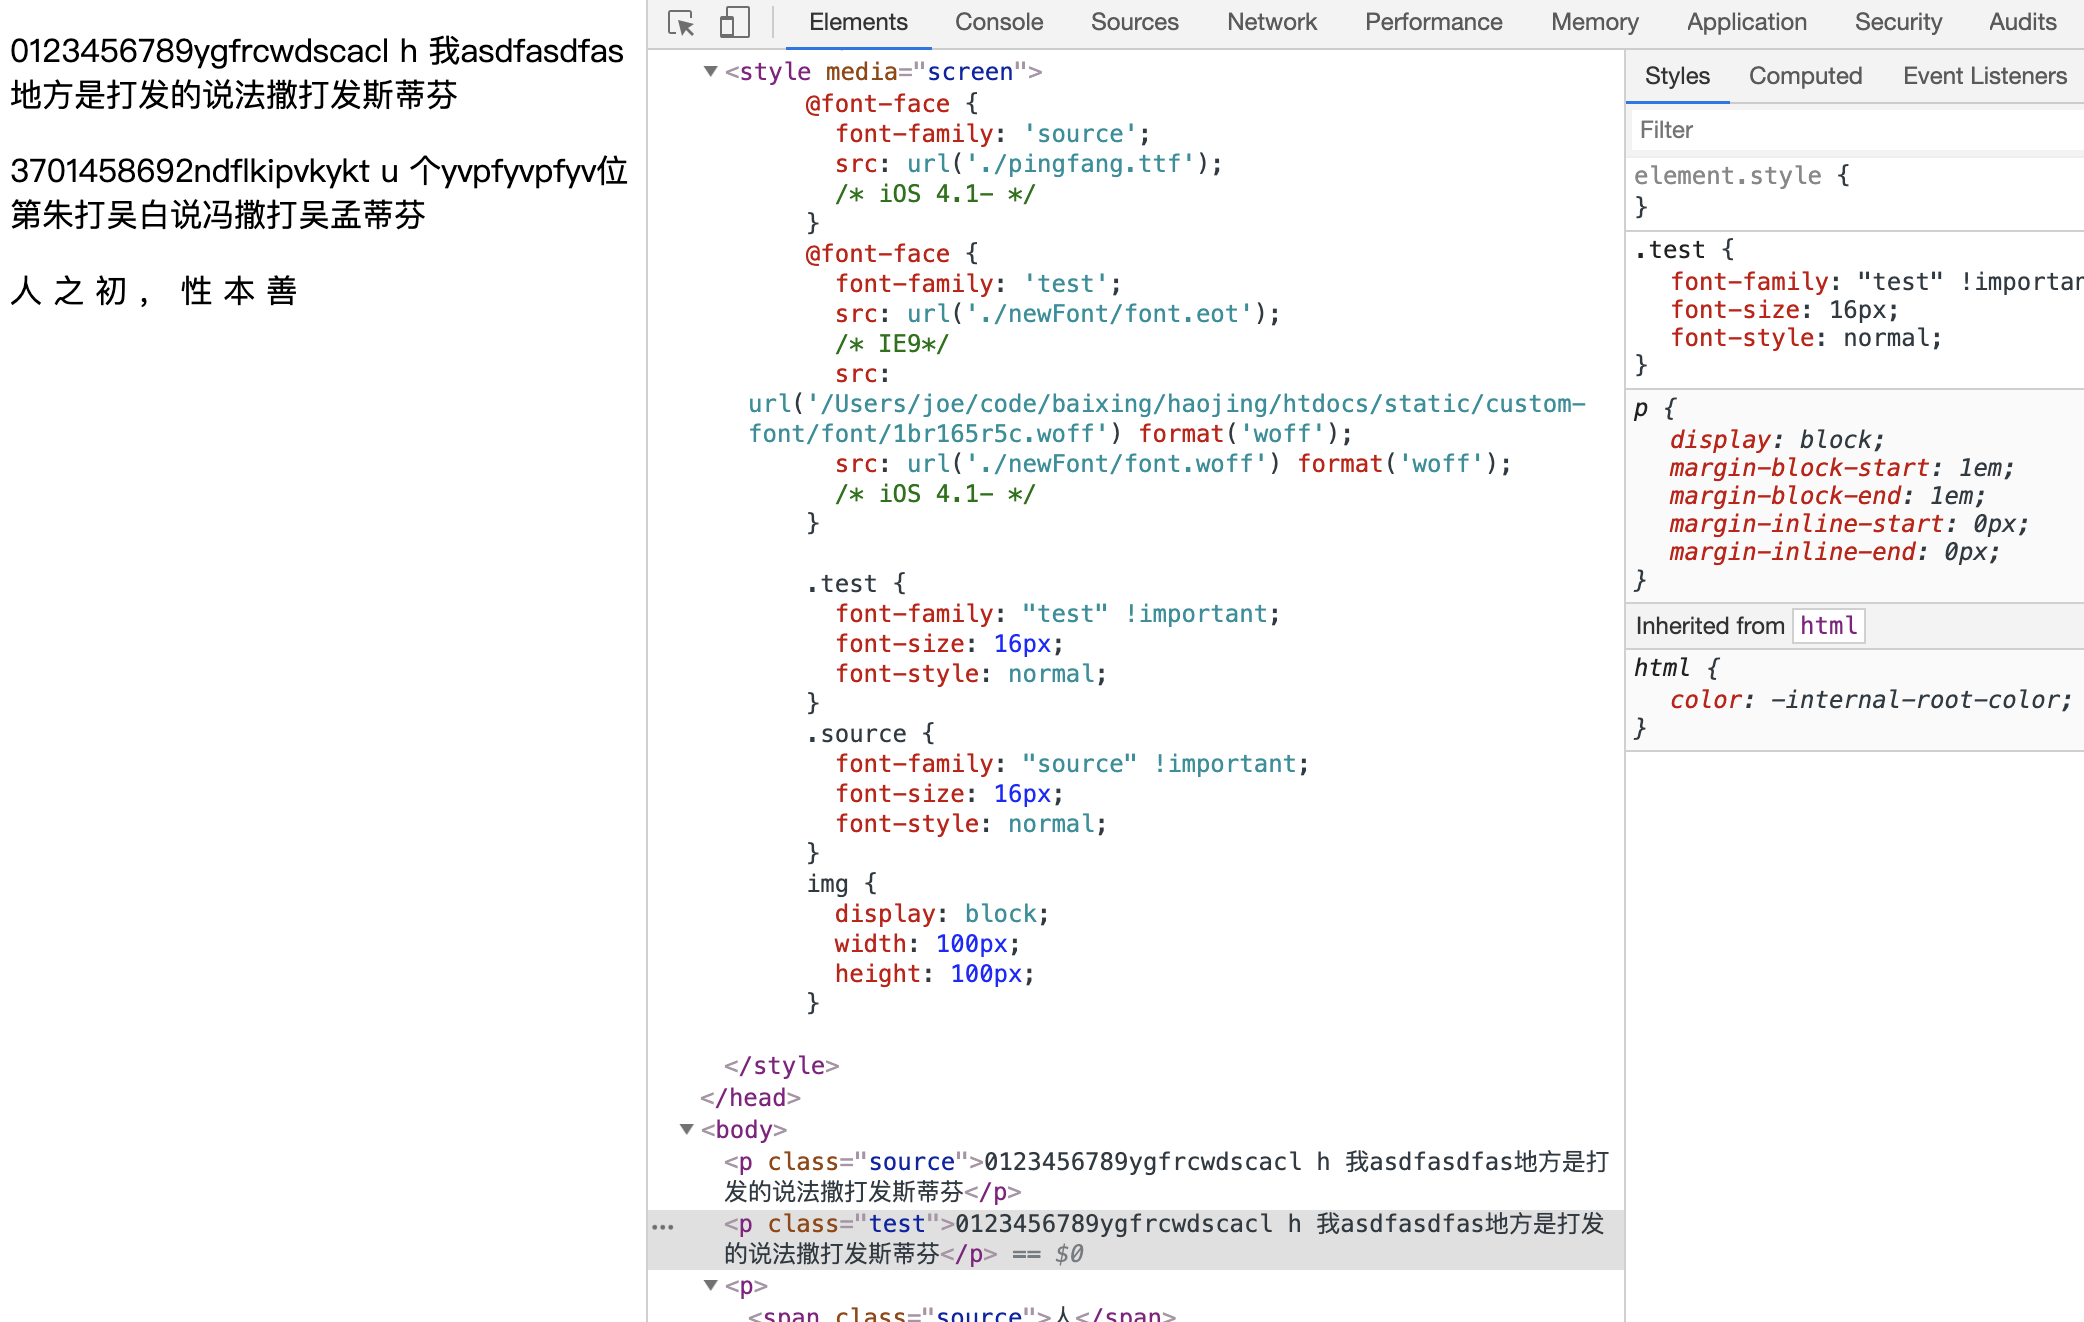 0123456789ygfrcwdscacl h 我asdfasdfas
地方是打发的说法撒打发斯蒂芬
3701458692ndflkipvkykt u 个yvpfyvpfyv位
第朱打吴白说冯撒打吴孟蒂芬
人 之 初 ， 性 本 善
Elements Console Sources Network Performance Memory Application Security Audits
<style media="screen">
@font-face {
font-family: 'source';
src: url('./pingfang.ttf');
/* iOS 4.1- */
}
@font-face {
font-family: 'test';
src: url('./newFont/font.eot');
/* IE9*/
src:
url('/Users/joe/code/baixing/haojing/htdocs/static/custom-
font/font/1br165r5c.woff') format('woff');
src: url('./newFont/font.woff') format('woff');
/* iOS 4.1- */
}
.test {
font-family: "test" !important;
font-size: 16px;
font-style: normal;
}
.source {
font-family: "source" !important;
font-size: 16px;
font-style: normal;
}
img {
display: block;
width: 100px;
height: 100px;
}
</style>
</head>
<body>
<p class="source">0123456789ygfrcwdscacl h 我asdfasdfas地方是打
发的说法撒打发斯蒂芬</p>
… <p class="test">0123456789ygfrcwdscacl h 我asdfasdfas地方是打发
的说法撒打发斯蒂芬</p> == $0
<p>
<span class="source">人</span>
Styles Computed Event Listeners
Filter
element.style {
}
.test {
font-family: "test" !importan
font-size: 16px;
font-style: normal;
}
p {
display: block;
margin-block-start: 1em;
margin-block-end: 1em;
margin-inline-start: 0px;
margin-inline-end: 0px;
}
Inherited from html
html {
color: -internal-root-color;
}